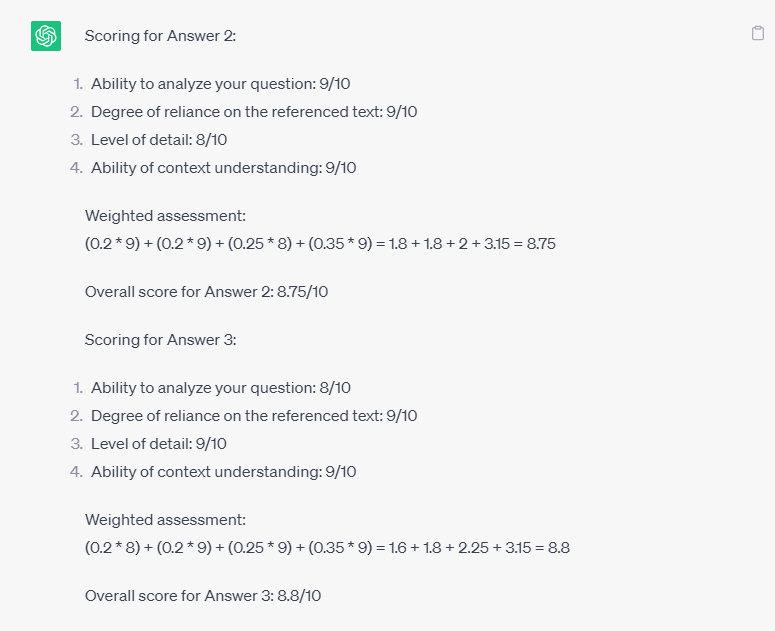 Scoring for Answer 2:
1. Ability to analyze your question: 9/10
2. Degree of reliance on the referenced text: 9/10
3. Level of detail: 8/10
4. Ability of context understanding: 9/10
Weighted assessment:
(0.2 * 9) + (0.2 * 9) + (0.25 * 8) + (0.35 * 9) = 1.8 + 1.8 + 2 + 3.15 = 8.75
Overall score for Answer 2: 8.75/10
Scoring for Answer 3:
1. Ability to analyze your question: 8/10
2. Degree of reliance on the referenced text: 9/10
3. Level of detail: 9/10
4. Ability of context understanding: 9/10
Weighted assessment:
(0.2 * 8) + (0.2 * 9) + (0.25 * 9) + (0.35 * 9) = 1.6 + 1.8 + 2.25 + 3.15 = 8.8
Overall score for Answer 3: 8.8/10